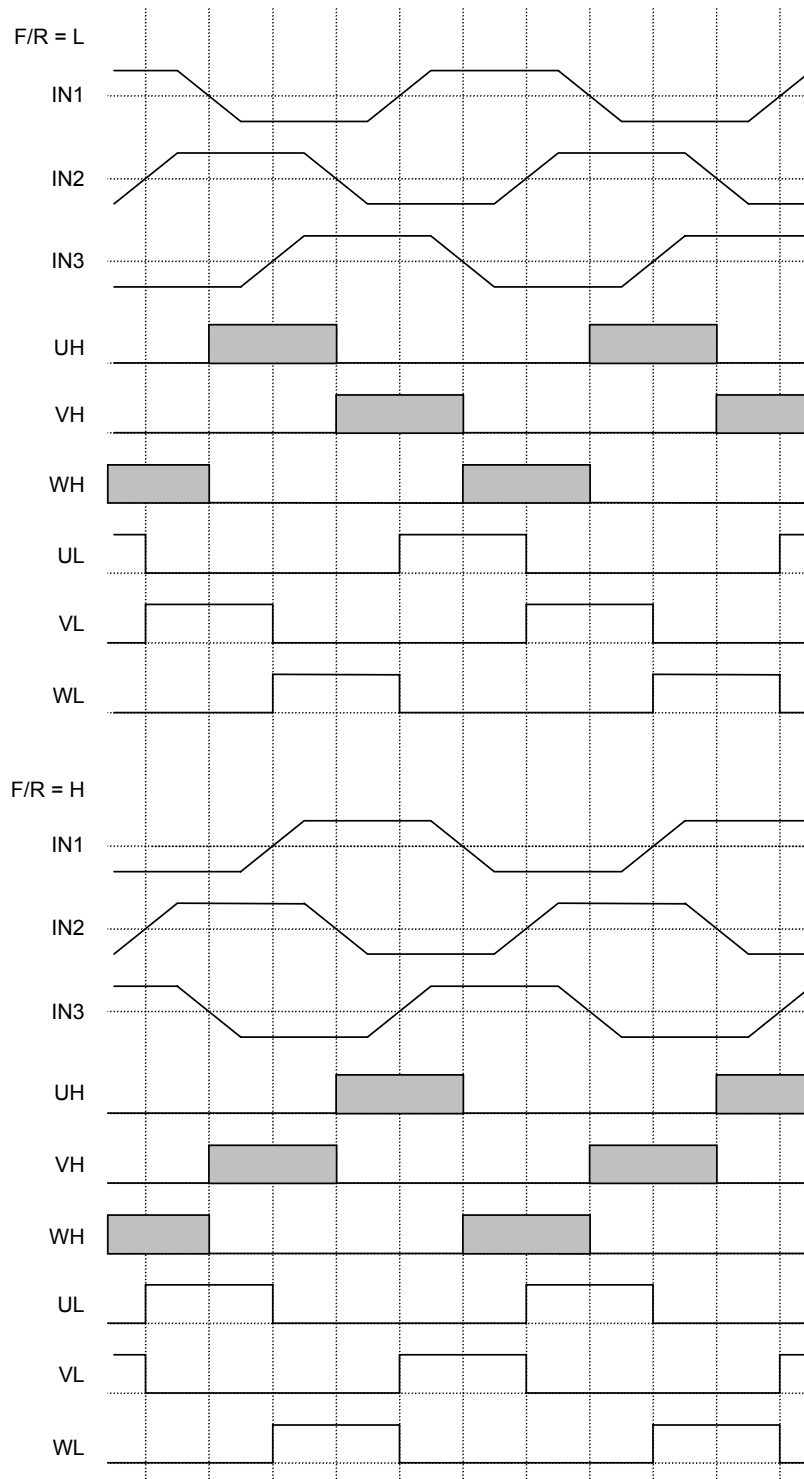 F/R = L
IN1
IN2
IN3
UH
VH
WH
UL
VL
WL
F/R = H
IN1
IN2
IN3
UH
VH
WH
UL
VL
WL